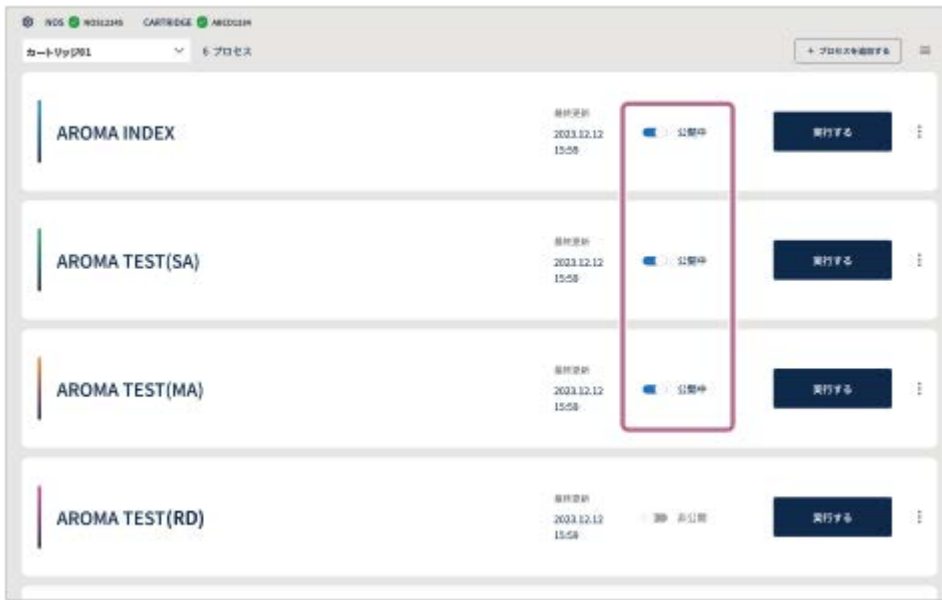 NOS NOS12345 CARTRIDGE ABCD1234
カートリッジ01 6 プロセス + プロセスを追加する
最終更新
AROMA INDEX 2023.12.12 公開中 実行する
15:58
最終更新
AROMA TEST(SA) 2023.12.12 公開中 実行する
15:58
最終更新
AROMA TEST(MA) 2023.12.12 公開中 実行する
15:58
最終更新
AROMA TEST(RD) 2023.12.12 非公開 実行する
15:58